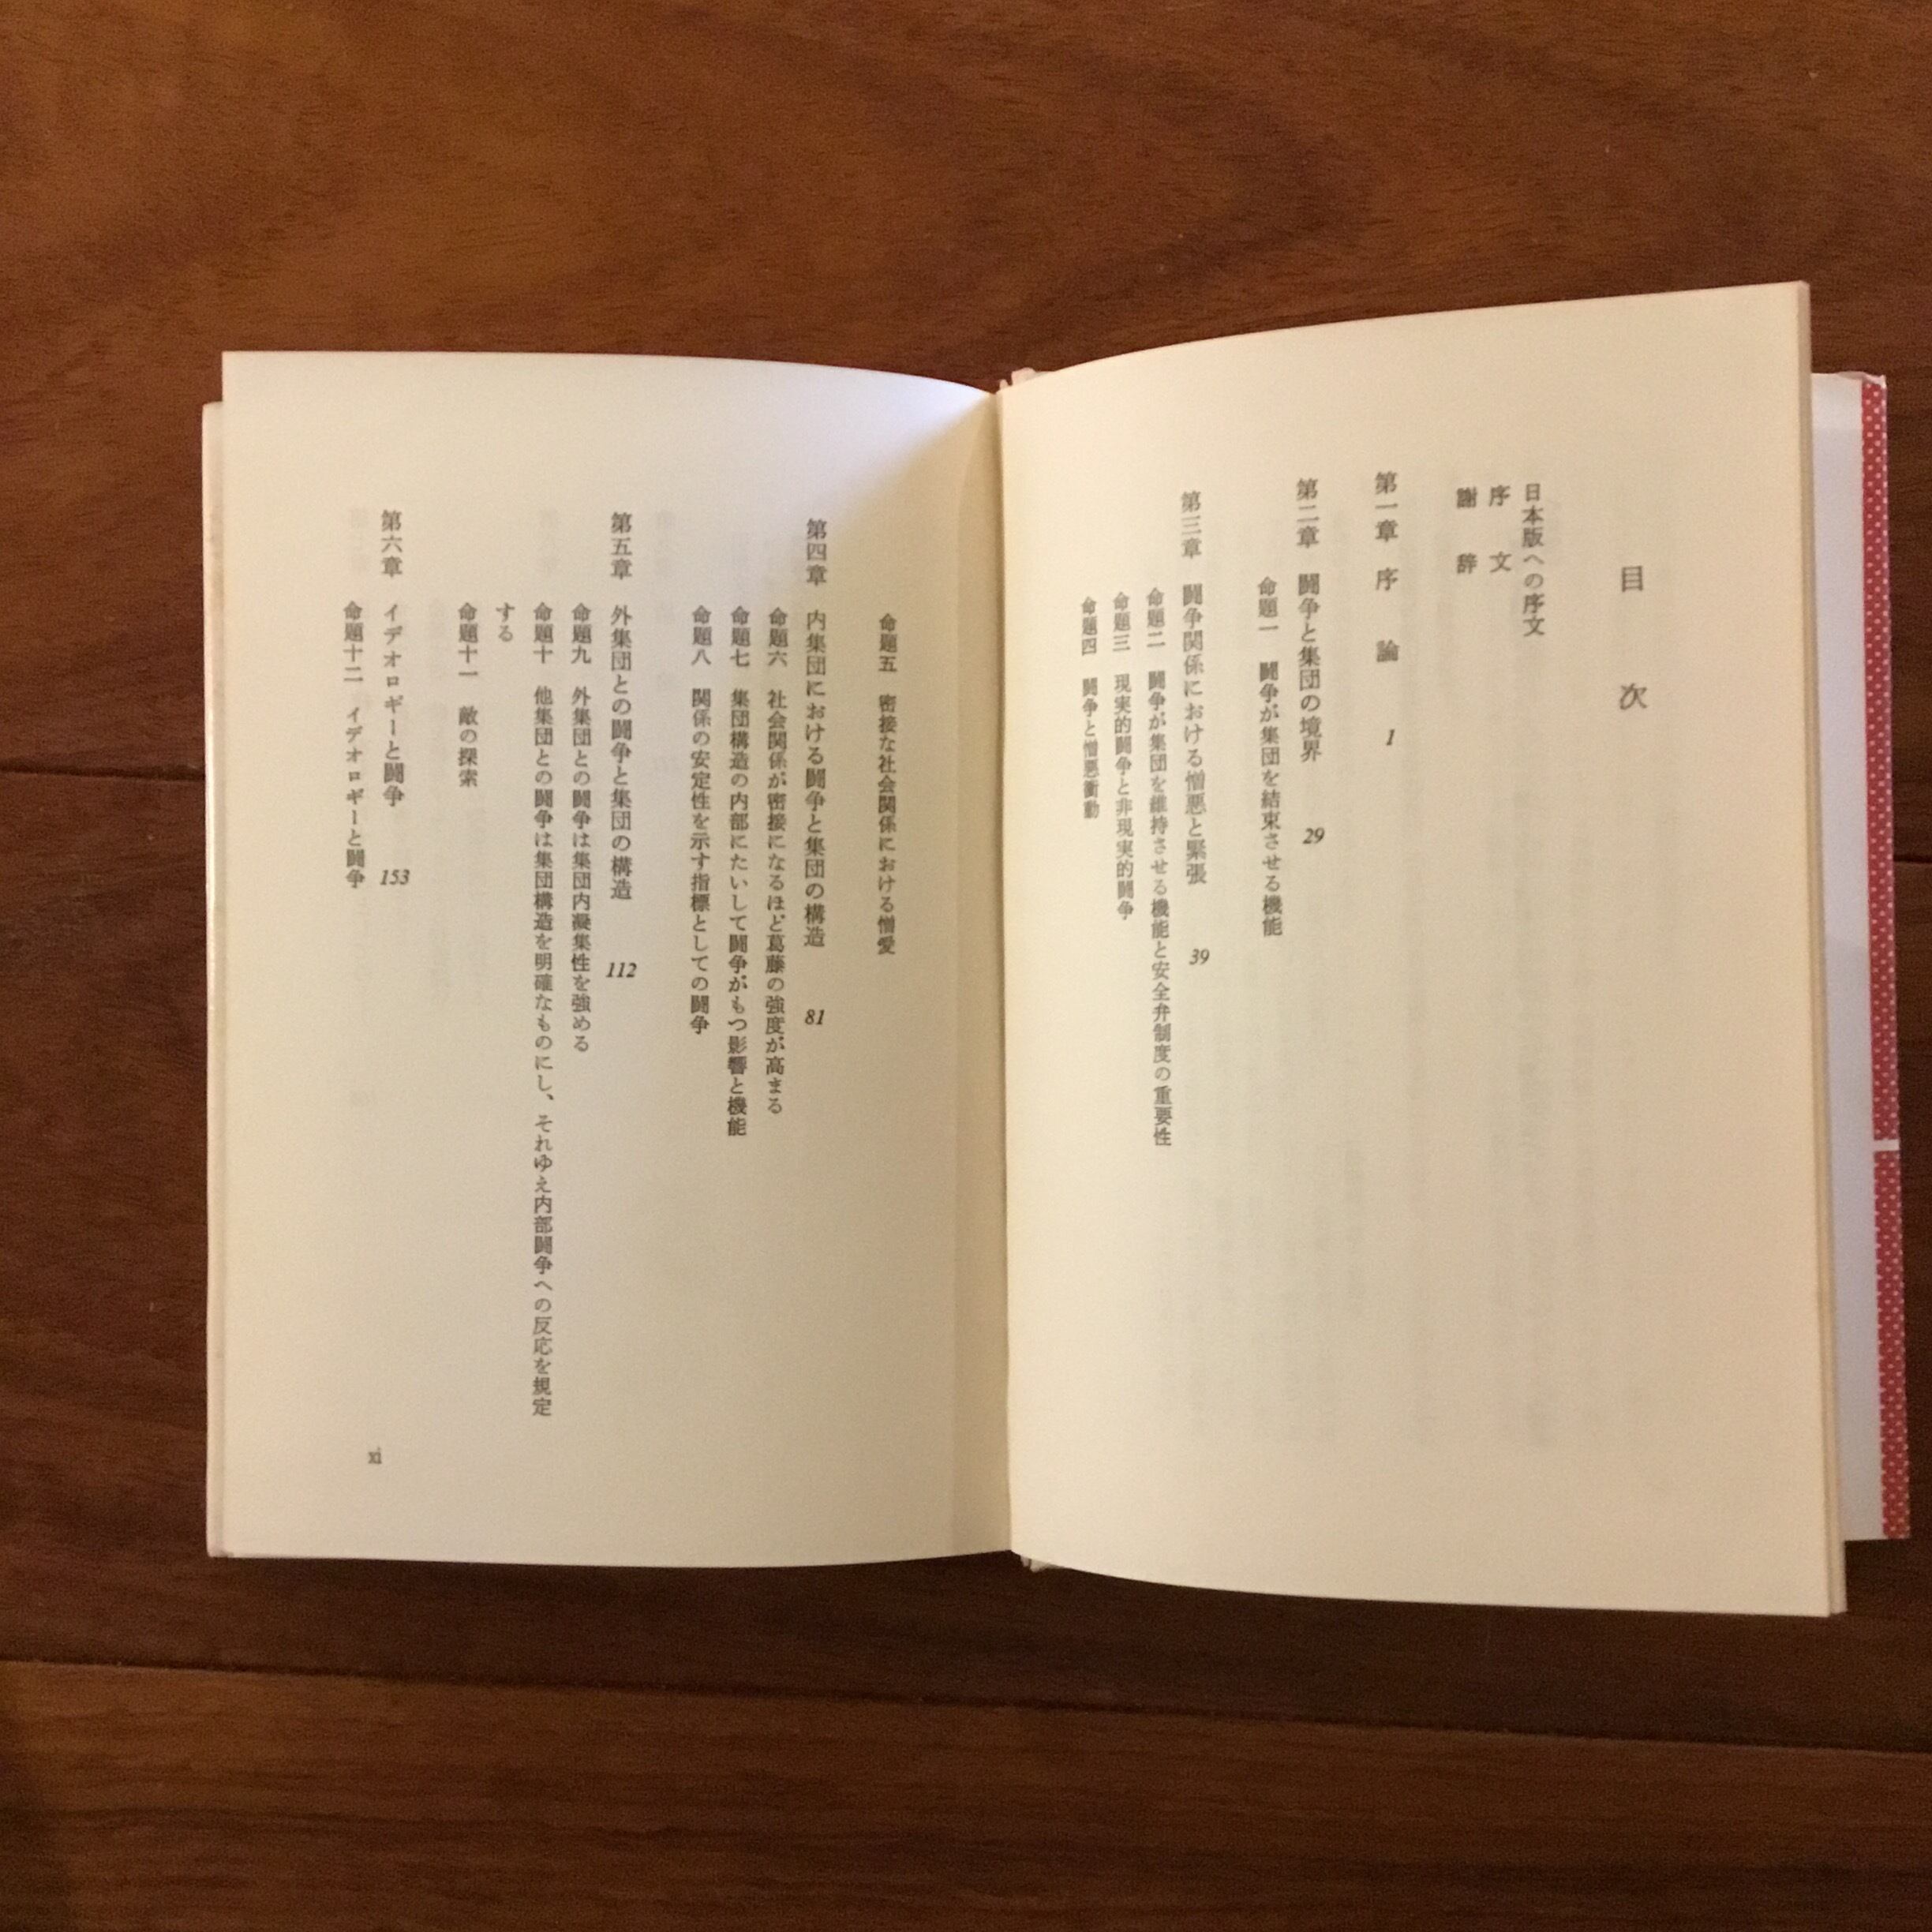 目次
日本版への序文
序文
謝辞
第一章 序論 1
第二章 闘争と集団の境界 29
命題一 闘争が集団を結束させる機能
第三章 闘争関係における憎悪と緊張 39
命題二 闘争が集団を維持させる機能と安全弁制度の重要性
命題三 現実的闘争と非現実的闘争
命題四 闘争と憎悪衝動
命題五 密接な社会関係における憎愛
第四章 内集団における闘争と集団の構造 81
命題六 社会関係が密接になるほど葛藤の強度が高まる
命題七 集団構造の内部にたいして闘争がもつ影響と機能
命題八 関係の安定性を示す指標としての闘争
第五章 外集団との闘争と集団の構造 112
命題九 外集団との闘争は集団内凝集性を強める
命題十 他集団との闘争は集団構造を明確なものにし、それゆえ内部闘争への反応を規定
する
命題十一 敵の探索
第六章 イデオロギーと闘争 153
命題十二 イデオロギーと闘争
xi